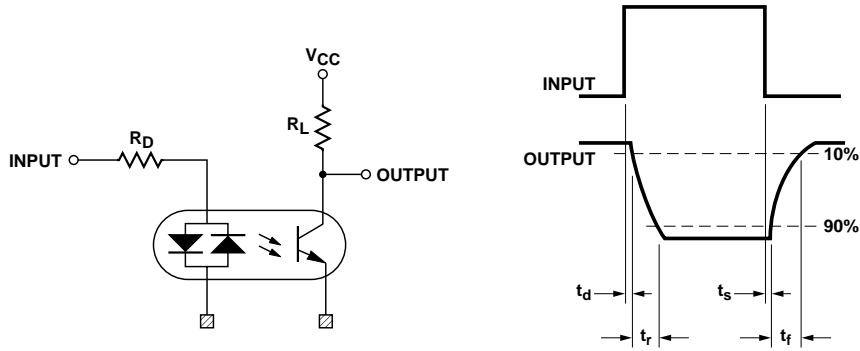 V_CC
R_L
R_D
INPUT
OUTPUT
INPUT
OUTPUT
10%
90%
t_d
t_s
t_r
t_f